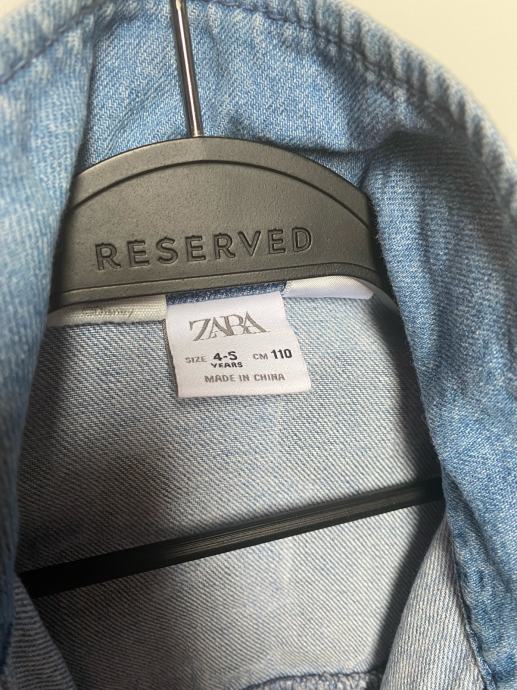 RESERVED
ZARA
SIZE 4-5 CM 110
YEARS
MADE IN CHINA